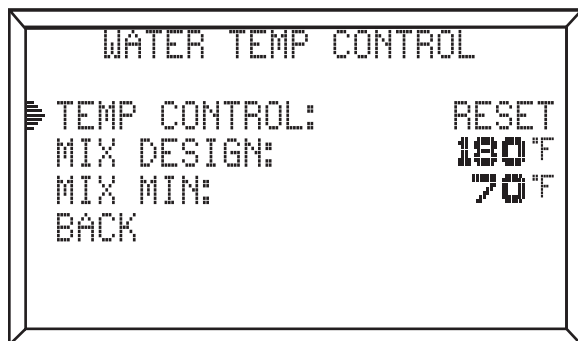 WATER TEMP CONTROL
TEMP CONTROL: RESET
MIX DESIGN: 180°F
MIX MIN: 70°F
BACK